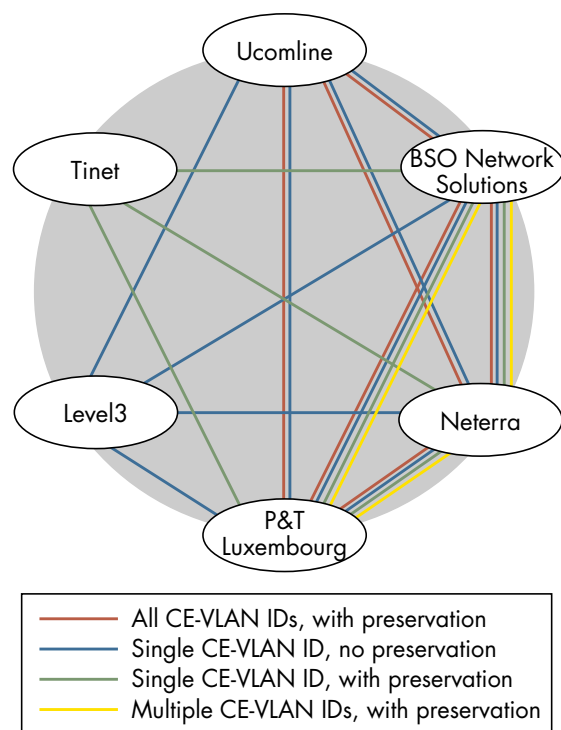 Ucomline
Tinet
BSO Network
Solutions
Level3
Neterra
P&T
Luxembourg
All CE-VLAN IDs, with preservation
Single CE-VLAN ID, no preservation
Single CE-VLAN ID, with preservation
Multiple CE-VLAN IDs, with preservation